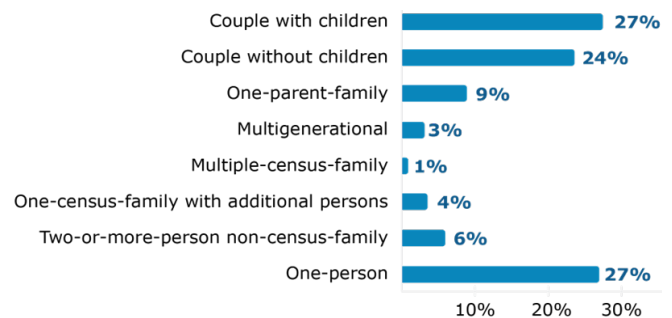 Couple with children 27%
Couple without children 24%
One-parent-family 9%
Multigenerational 3%
Multiple-census-family 1%
One-census-family with additional persons 4%
Two-or-more-person non-census-family 6%
One-person 27%
10% 20% 30%